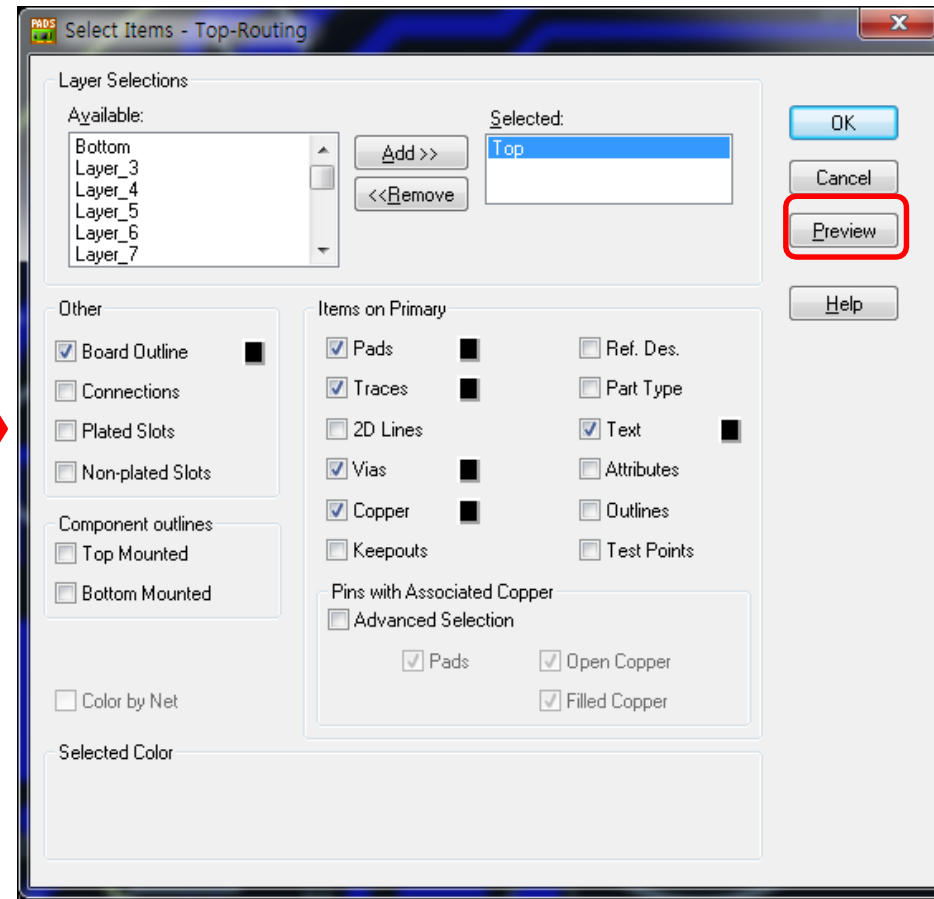 PADS
Select Items - Top-Routing
Layer Selections
Available:
Bottom
Layer_3
Layer_4
Layer_5
Layer_6
Layer_7
Add >>
<<Remove
Selected:
Top
OK
Cancel
Preview
Help
Other
Board Outline
Connections
Plated Slots
Non-plated Slots
Component outlines
Top Mounted
Bottom Mounted
Color by Net
Items on Primary
Pads
Traces
2D Lines
Vias
Copper
Keepouts
Ref. Des.
Part Type
Text
Attributes
Outlines
Test Points
Pins with Associated Copper
Advanced Selection
Pads
Open Copper
Filled Copper
Selected Color